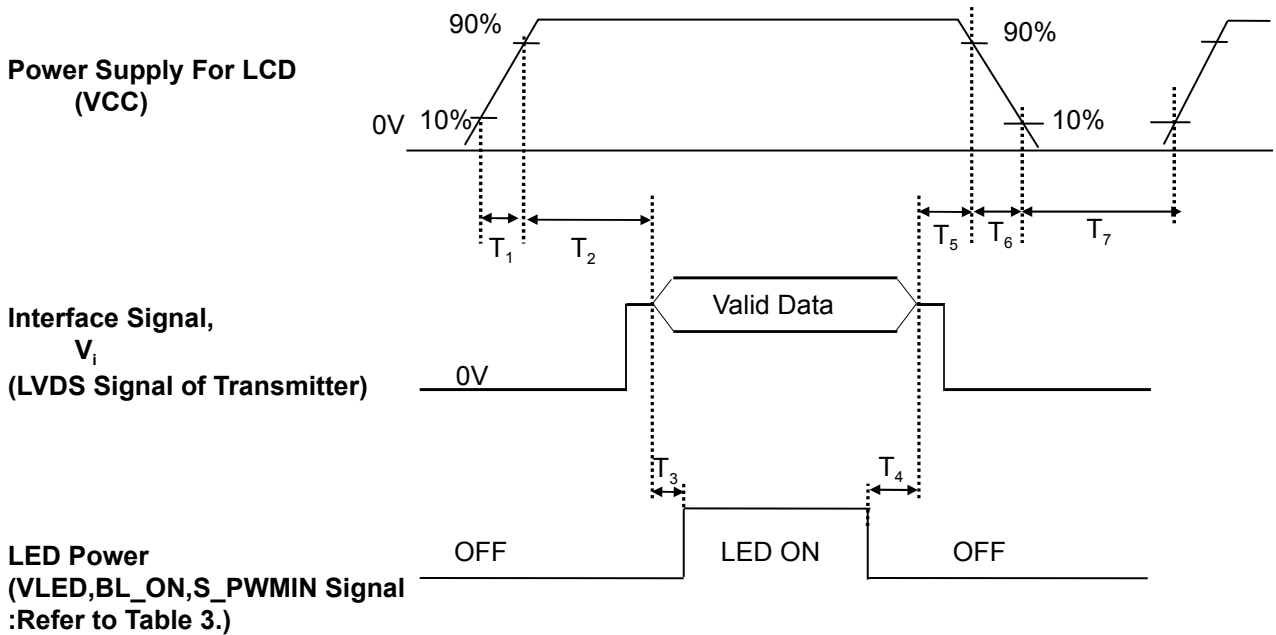 90%
90%
Power Supply For LCD
(VCC)
0V 10%
10%
T1
T2
T5
T6
T7
Interface Signal,
Vi
(LVDS Signal of Transmitter)
Valid Data
0V
T3
T4
LED Power
(VLED,BL_ON,S_PWMIN Signal
:Refer to Table 3.)
OFF
LED ON
OFF